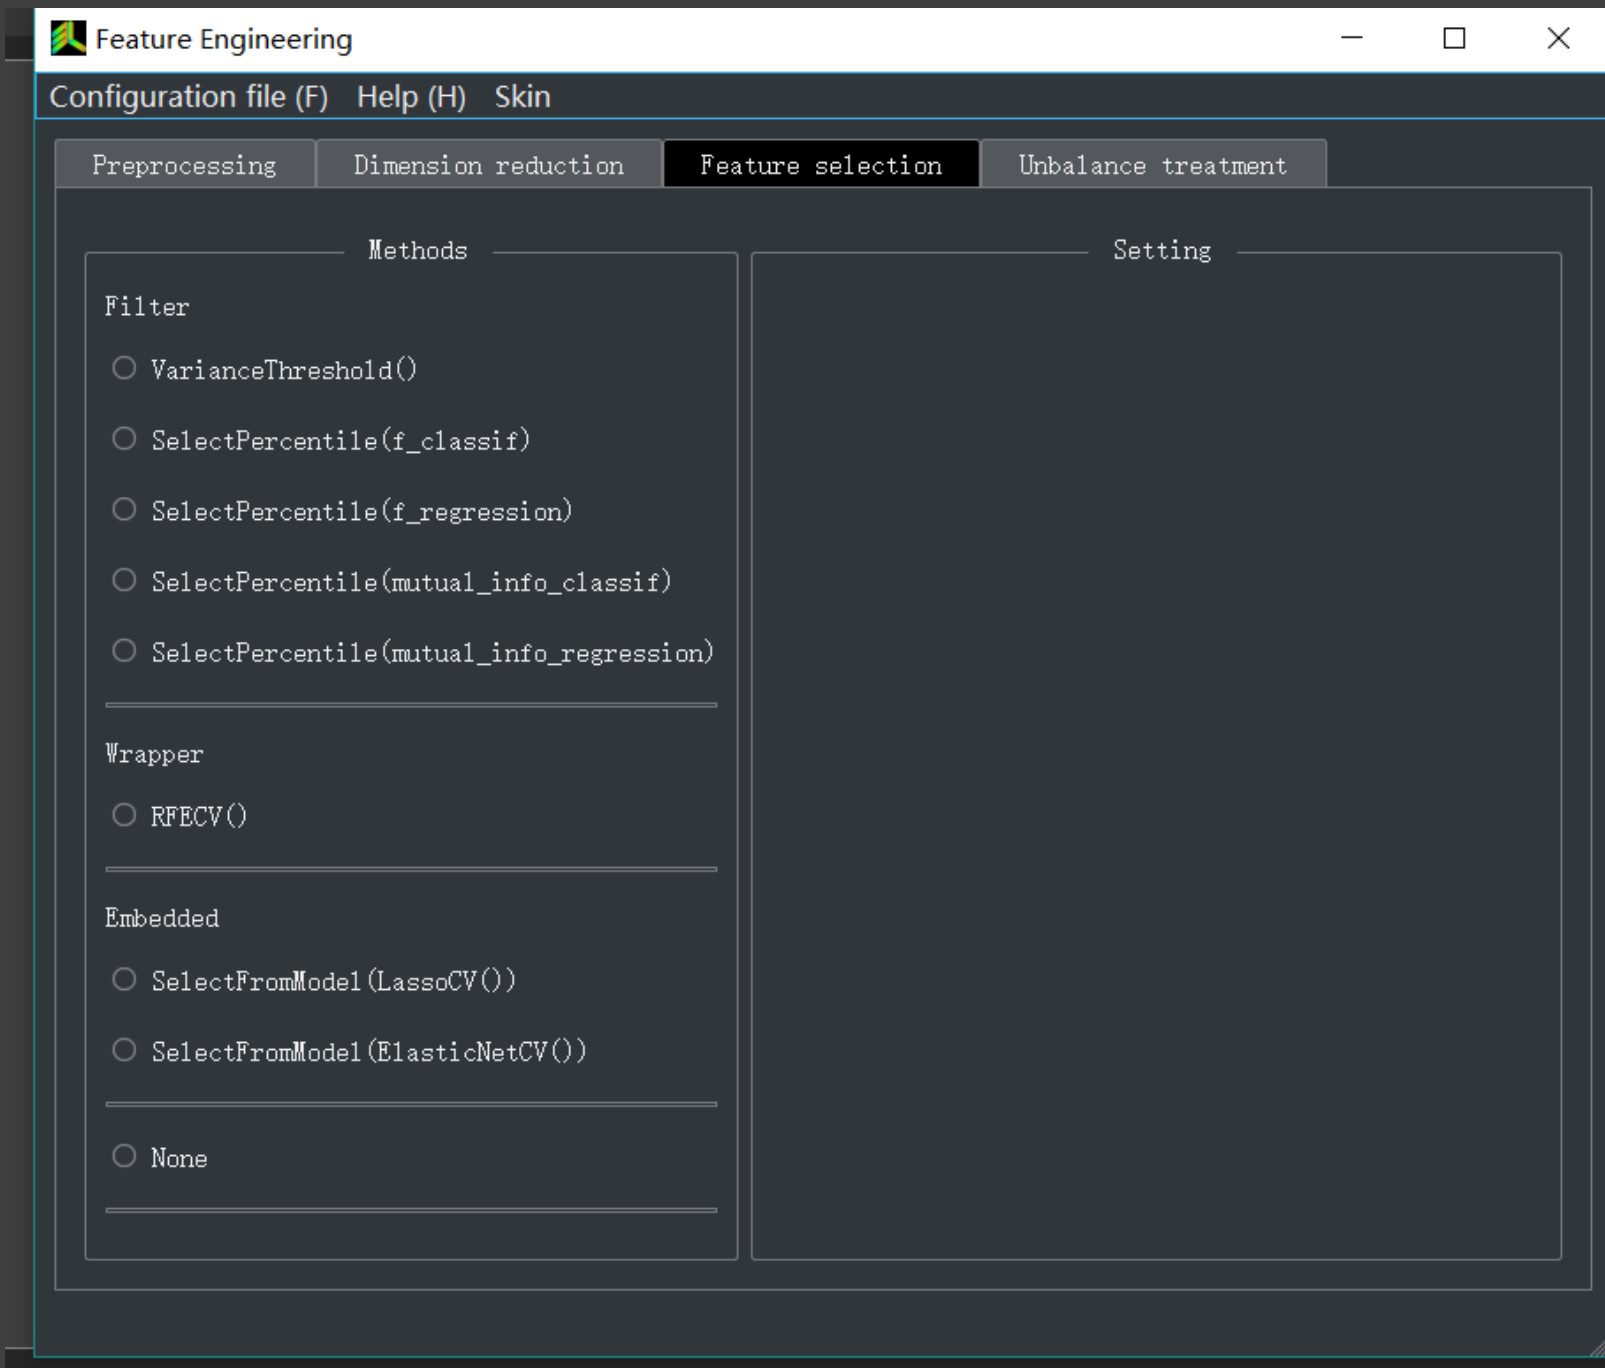 Feature Engineering
Configuration file (F) Help (H) Skin
Preprocessing Dimension reduction Feature selection Unbalance treatment
Methods
Filter
VarianceThreshold()
SelectPercentile(f_classif)
SelectPercentile(f_regression)
SelectPercentile(mutual_info_classif)
SelectPercentile(mutual_info_regression)
Wrapper
RFECV()
Embedded
SelectFromModel(LassoCV())
SelectFromModel(ElasticNetCV())
None
Setting